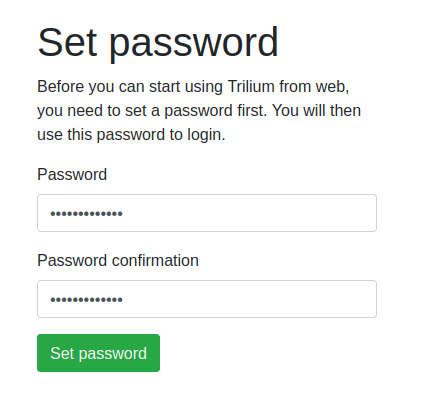 Set password
Before you can start using Trilium from web,
you need to set a password first. You will then
use this password to login.
Password
•••••••••••••
Password confirmation
•••••••••••••
Set password